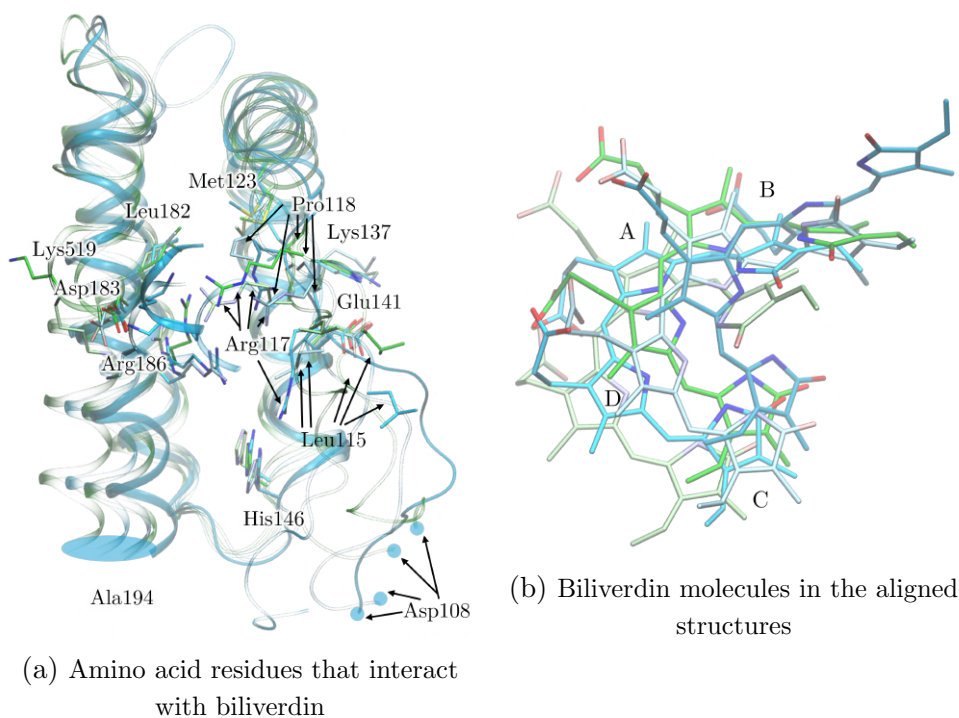 Met123
Pro118
Leu182
Lys137
Lys519
Asp183
Glu141
Arg117
Arg186
Leu115
His146
Ala194
Asp108
(a) Amino acid residues that interact
with biliverdin
B
A
D
C
(b) Biliverdin molecules in the aligned
structures